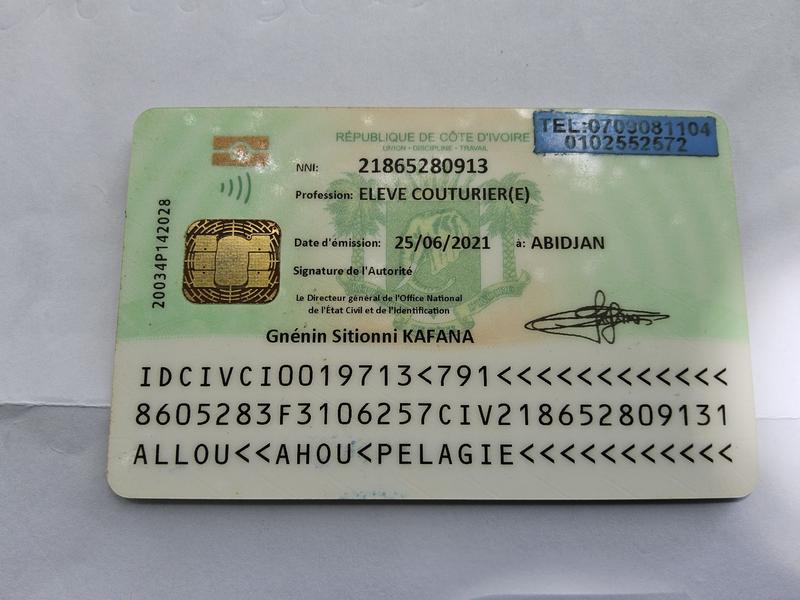 RÉPUBLIQUE DE CÔTE D'IVOIRE
UNION - DISCIPLINE - TRAVAIL
TEL:0709081104
0102552572
NNI: 21865280913
Profession: ELEVE COUTURIER(E)
20034P142028
Date d'émission: 25/06/2021 à: ABIDJAN
Signature de l'Autorité
Le Directeur général de l'Office National
de l'État Civil et de l'Identification
Gnénin Sitionni KAFANA
IDCIVCI0019713<791<<<<<<<<<<<<
8605283F3106257CIV218652809131
ALLOU<<AHOU<PELAGIE<<<<<<<<<<<